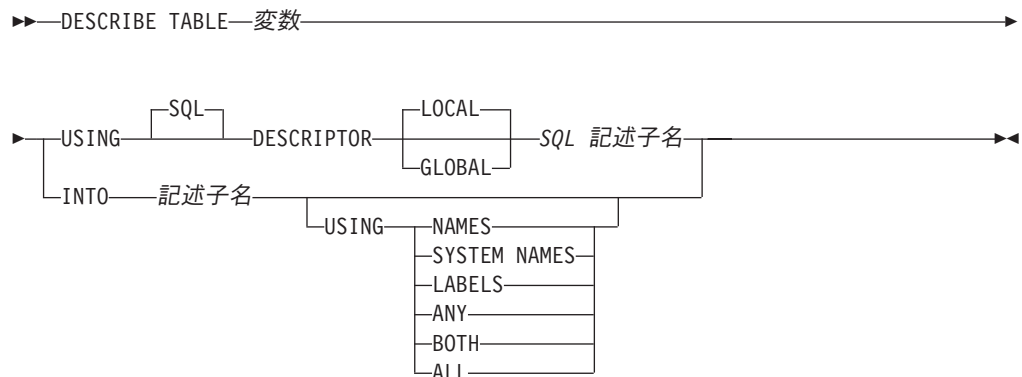 DESCRIBE TABLE 変数
SQL LOCAL
USING DESCRIPTOR SQL 記述子名
GLOBAL
INTO 記述子名
USING NAMES
SYSTEM NAMES
LABELS
ANY
BOTH
ALL